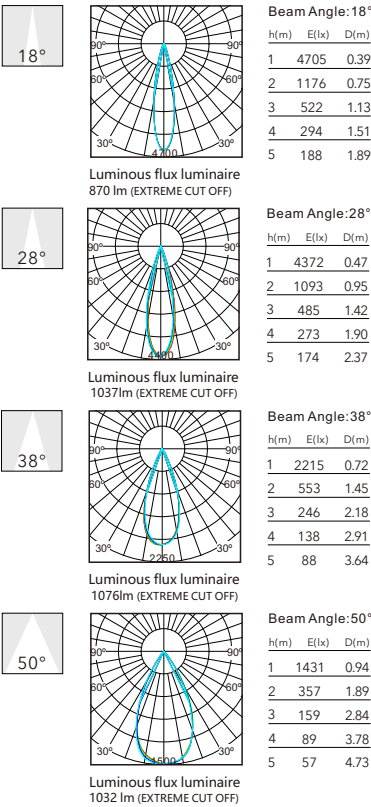 18°
90° 90°
60° 60°
30° 30°
4700
Luminous flux luminaire
870 lm (EXTREME CUT OFF)
Beam Angle:18°
h(m) E(lx) D(m)
1 4705 0.39
2 1176 0.75
3 522 1.13
4 294 1.51
5 188 1.89
28°
90° 90°
60° 60°
30° 30°
4400
Luminous flux luminaire
1037lm (EXTREME CUT OFF)
Beam Angle:28°
h(m) E(lx) D(m)
1 4372 0.47
2 1093 0.95
3 485 1.42
4 273 1.90
5 174 2.37
38°
90° 90°
60° 60°
30° 30°
2250
Luminous flux luminaire
1076lm (EXTREME CUT OFF)
Beam Angle:38°
h(m) E(lx) D(m)
1 2215 0.72
2 553 1.45
3 246 2.18
4 138 2.91
5 88 3.64
50°
90° 90°
60° 60°
30° 30°
1500
Luminous flux luminaire
1032 lm (EXTREME CUT OFF)
Beam Angle:50°
h(m) E(lx) D(m)
1 1431 0.94
2 357 1.89
3 159 2.84
4 89 3.78
5 57 4.73